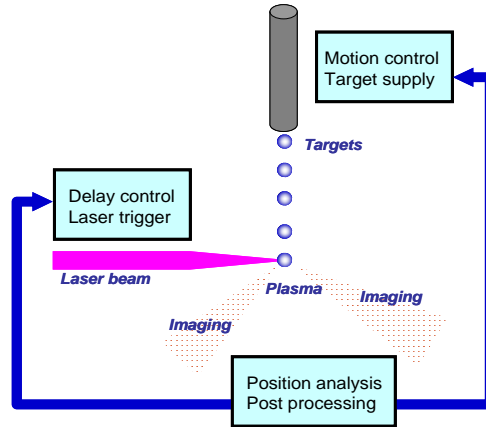 Motion control
Target supply
Targets
Delay control
Laser trigger
Laser beam
Plasma
Imaging
Imaging
Position analysis
Post processing